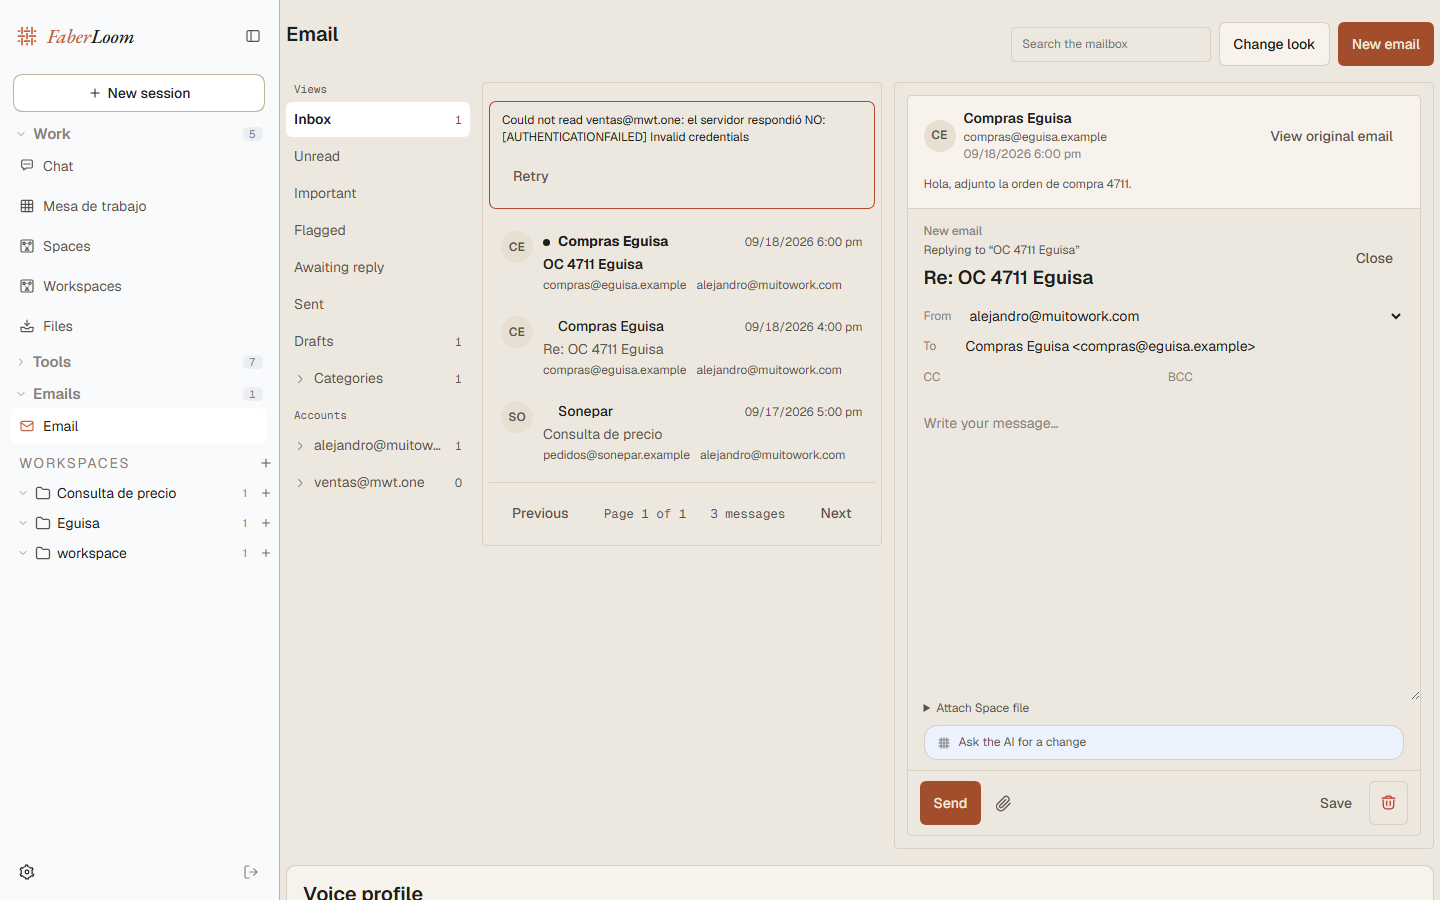 FaberLoom
New session
Work 5
Chat
Mesa de trabajo
Spaces
Workspaces
Files
Tools 7
Emails 1
Email
WORKSPACES +
Consulta de precio 1 +
Eguisa 1 +
workspace 1 +
Email
Search the mailbox
Change look
New email
Views
Inbox 1
Unread
Important
Flagged
Awaiting reply
Sent
Drafts 1
Categories 1
Accounts
alejandro@muitow... 1
ventas@mwt.one 0
Could not read ventas@mwt.one: el servidor respondió NO:
[AUTHENTICATIONFAILED] Invalid credentials
Retry
CE
Compras Eguisa 09/18/2026 6:00 pm
OC 4711 Eguisa
compras@eguisa.example alejandro@muitowork.com
CE
Compras Eguisa 09/18/2026 4:00 pm
Re: OC 4711 Eguisa
compras@eguisa.example alejandro@muitowork.com
SO
Sonepar 09/17/2026 5:00 pm
Consulta de precio
pedidos@sonepar.example alejandro@muitowork.com
Previous Page 1 of 1 3 messages Next
CE
Compras Eguisa
compras@eguisa.example
09/18/2026 6:00 pm
View original email
Hola, adjunto la orden de compra 4711.
New email
Replying to “OC 4711 Eguisa”
Close
Re: OC 4711 Eguisa
From alejandro@muitowork.com
To Compras Eguisa <compras@eguisa.example>
CC BCC
Write your message…
Attach Space file
Ask the AI for a change
Send
Save
Voice profile